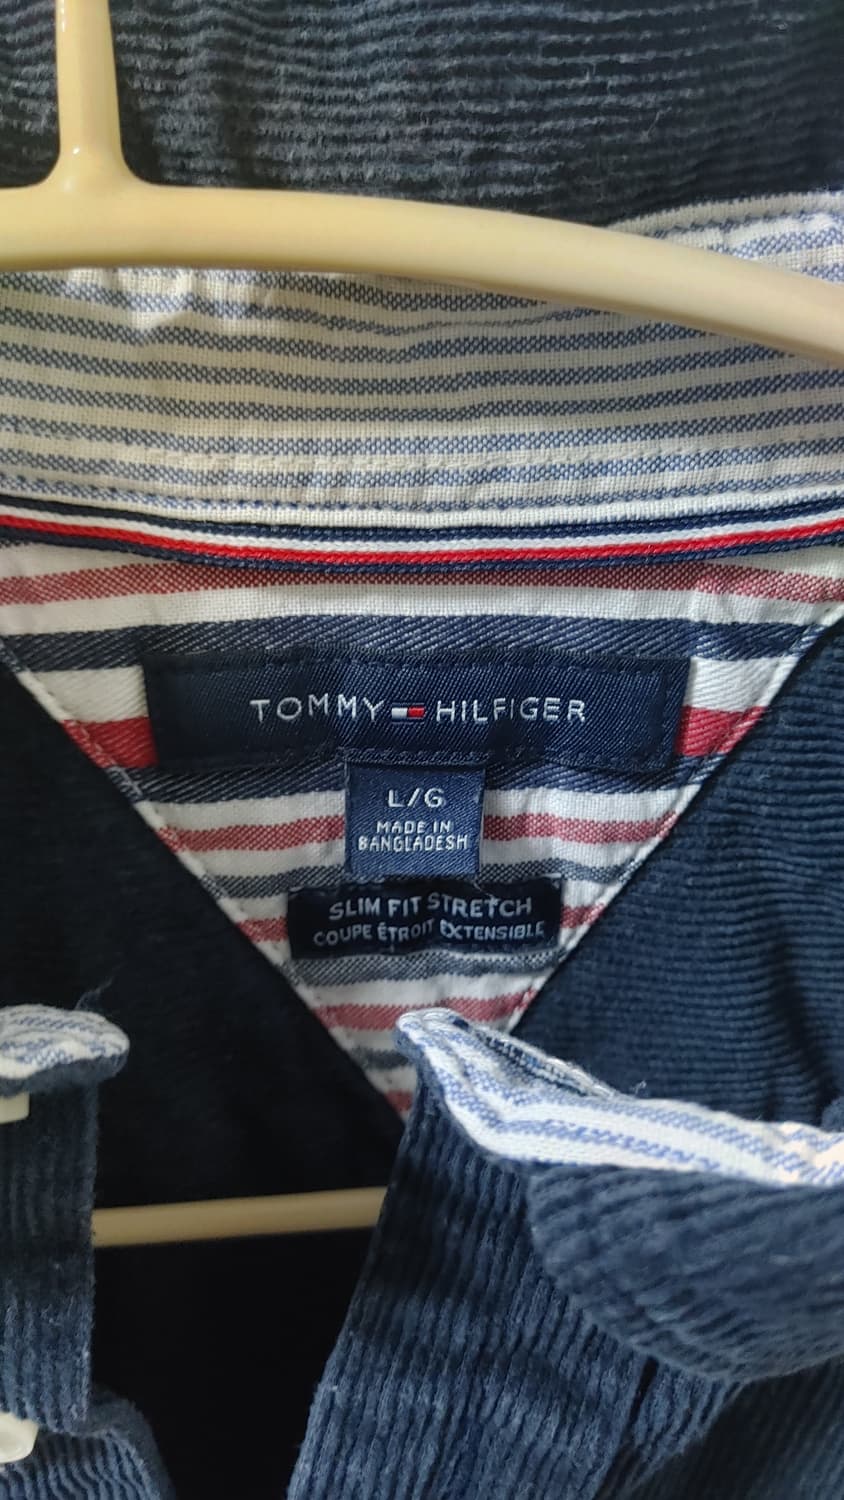 TOMMY HILFIGER
L/G
MADE IN
BANGLADESH
SLIM FIT STRETCH
COUPE ÉTROIT EXTENSIBLE